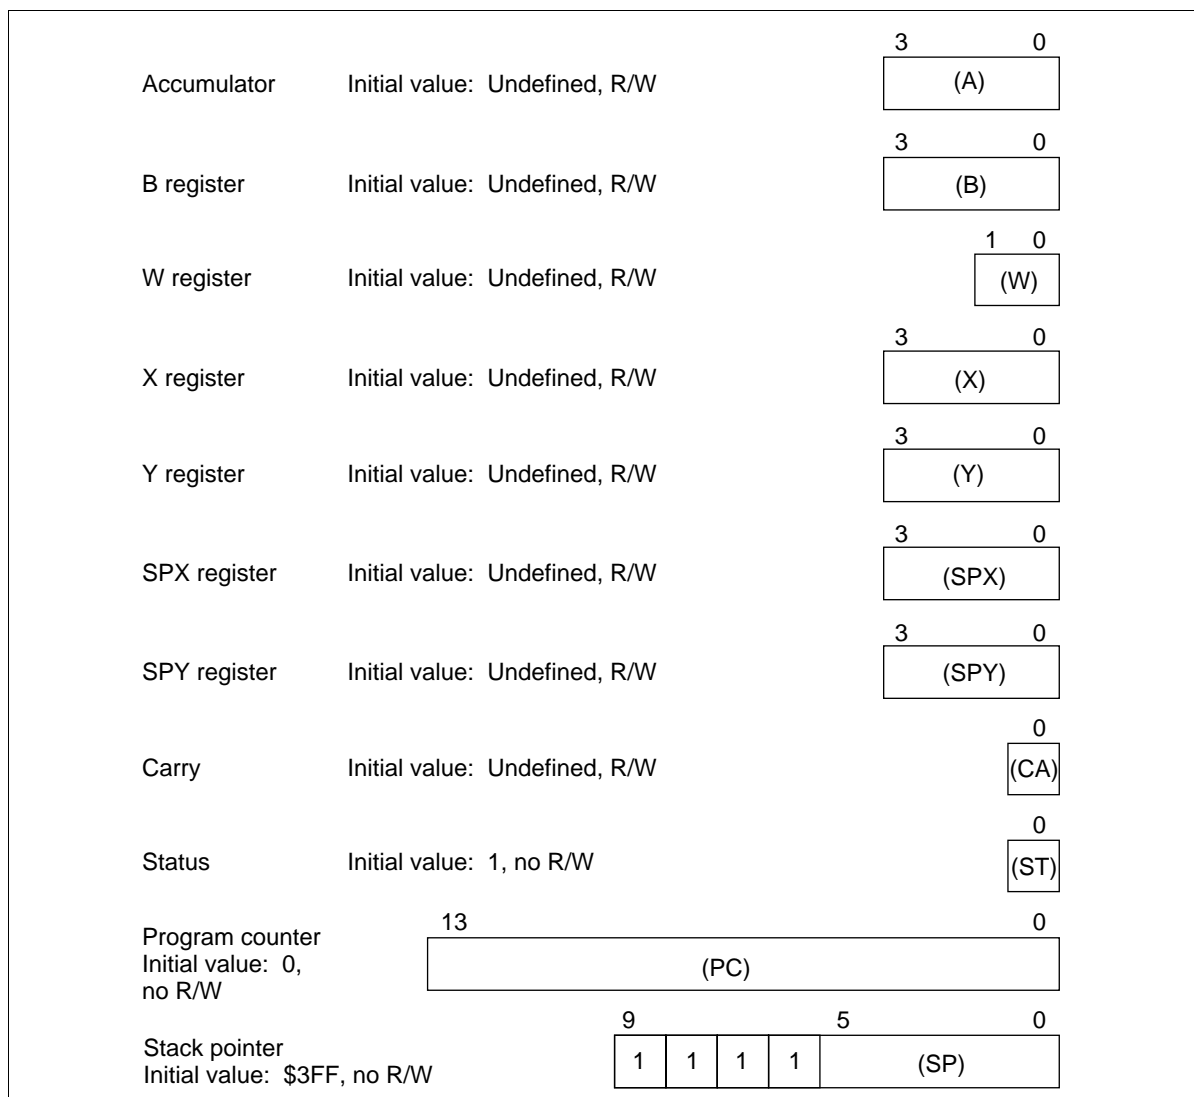 3 0
Accumulator Initial value: Undefined, R/W (A)
3 0
B register Initial value: Undefined, R/W (B)
1 0
W register Initial value: Undefined, R/W (W)
3 0
X register Initial value: Undefined, R/W (X)
3 0
Y register Initial value: Undefined, R/W (Y)
3 0
SPX register Initial value: Undefined, R/W (SPX)
3 0
SPY register Initial value: Undefined, R/W (SPY)
0
Carry Initial value: Undefined, R/W (CA)
0
Status Initial value: 1, no R/W (ST)
13 0
Program counter
Initial value: 0, (PC)
no R/W
9 5 0
Stack pointer 1 1 1 1 (SP)
Initial value: $3FF, no R/W